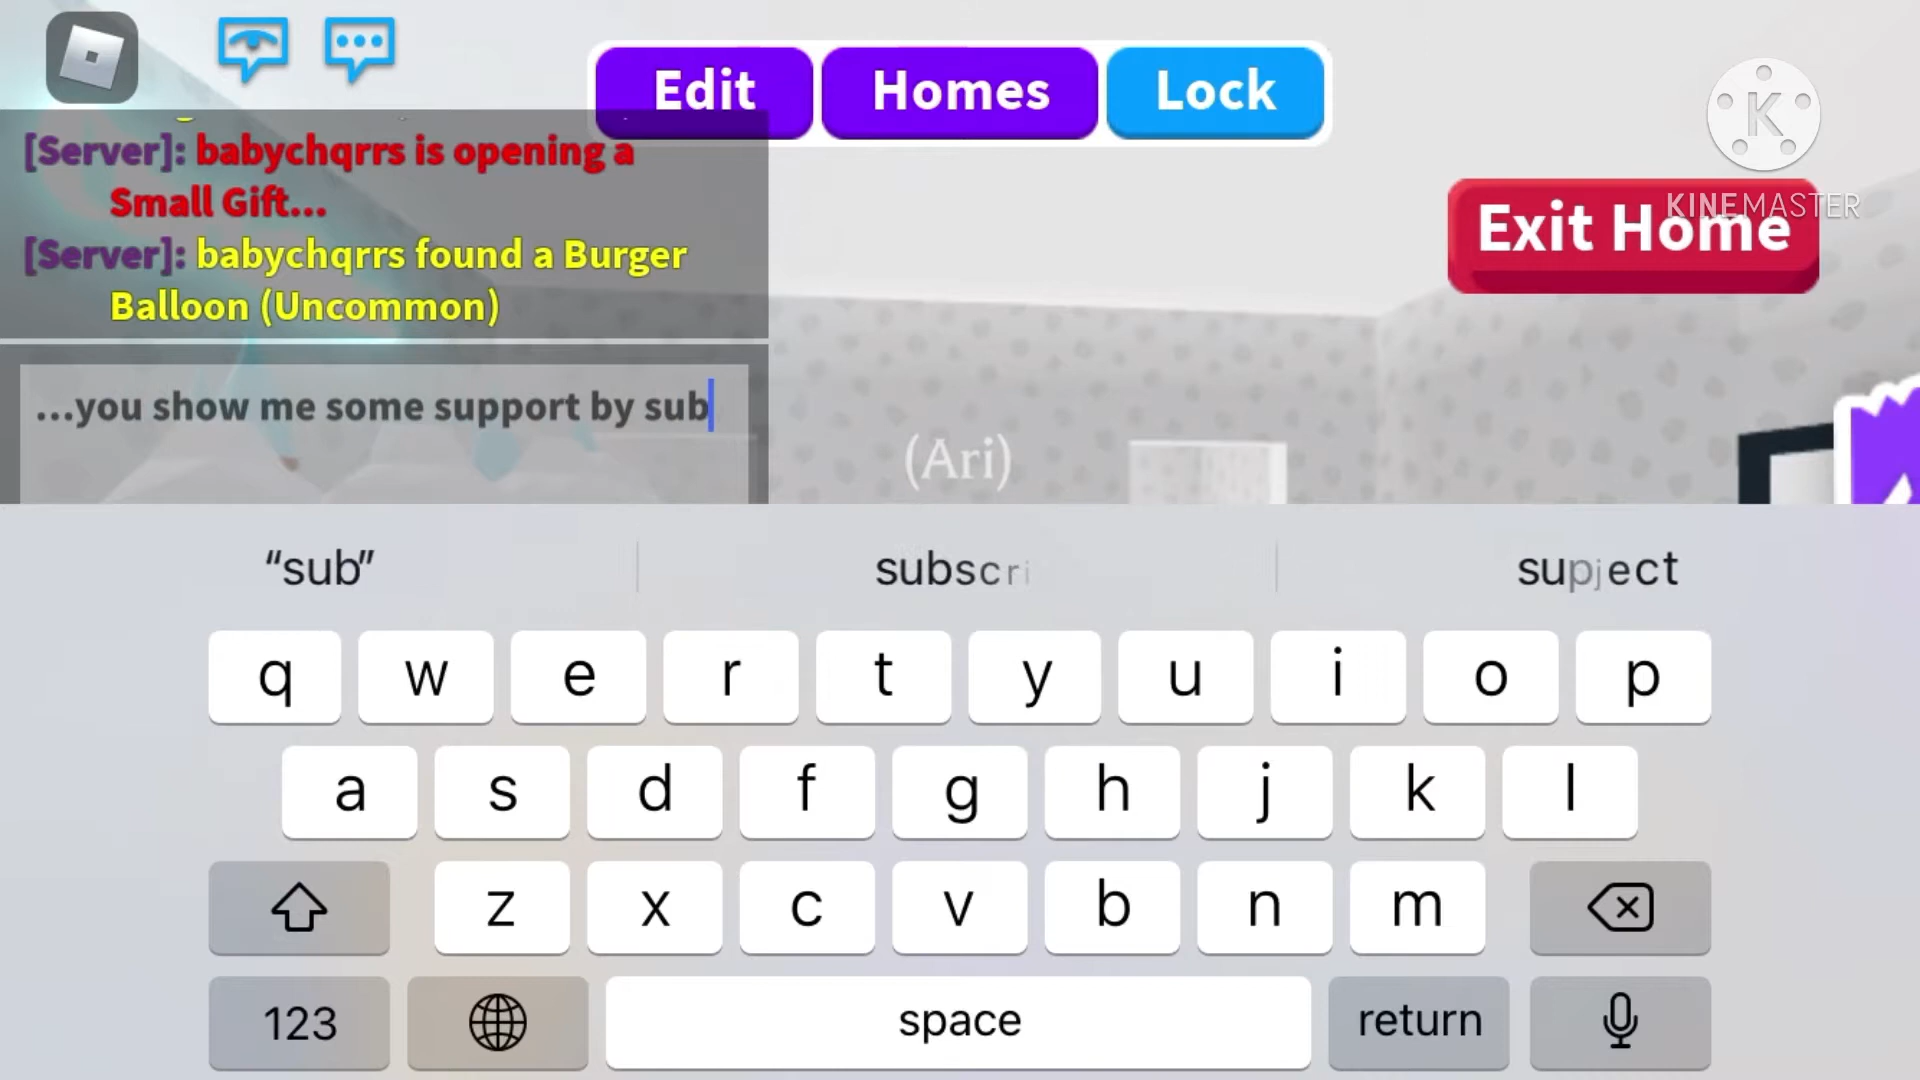 Edit
Homes
Lock
K
KINEMASTER
[Server]: babychqrrs is opening a
Small Gift...
[Server]: babychqrrs found a Burger
Balloon (Uncommon)
Exit Home
...you show me some support by sub
(Ari)
“sub”
subscri
supject
q w e r t y u i o p
a s d f g h j k l
z x c v b n m
123
space
return